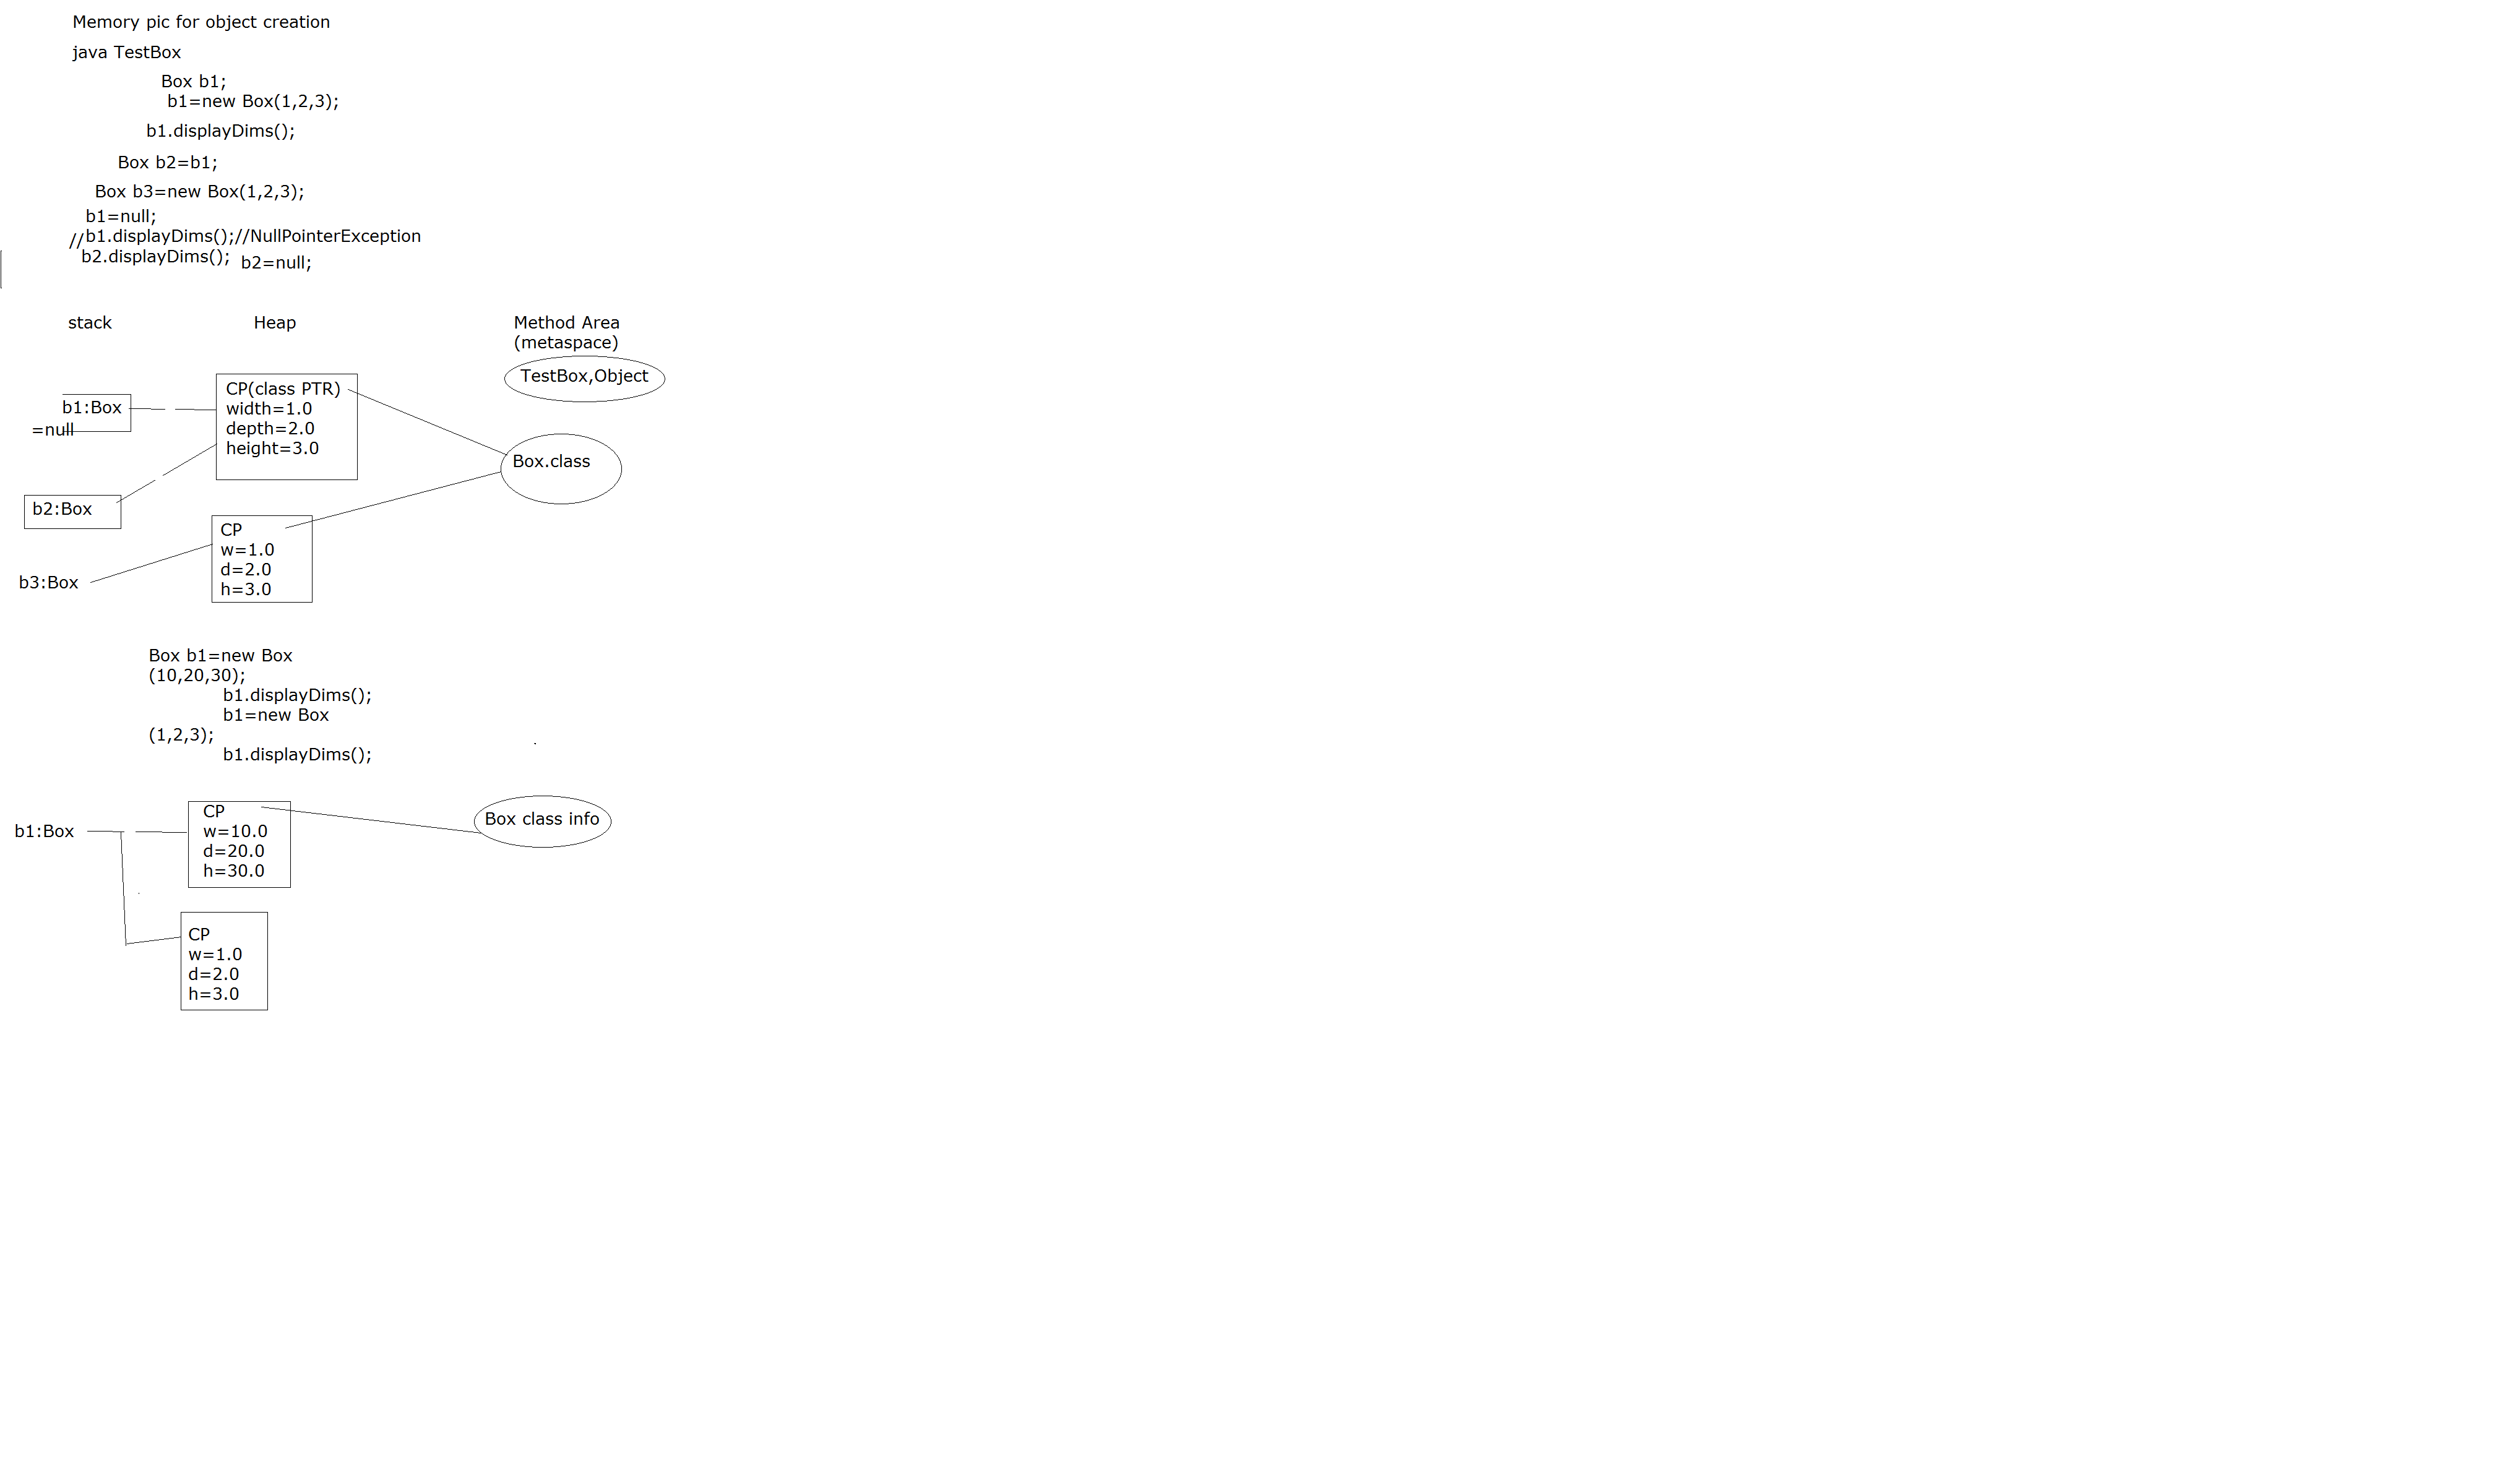 Memory pic for object creation
java TestBox
Box b1;
b1=new Box(1,2,3);
b1.displayDims();
Box b2=b1;
Box b3=new Box(1,2,3);
b1=null;
//b1.displayDims();//NullPointerException
b2.displayDims(); b2=null;
stack Heap Method Area
(metaspace)
TestBox,Object
CP(class PTR)
width=1.0
depth=2.0
height=3.0
b1:Box
=null
Box.class
b2:Box
CP
w=1.0
d=2.0
h=3.0
b3:Box
Box b1=new Box
(10,20,30);
b1.displayDims();
b1=new Box
(1,2,3);
b1.displayDims();
b1:Box
CP
w=10.0
d=20.0
h=30.0
Box class info
CP
w=1.0
d=2.0
h=3.0